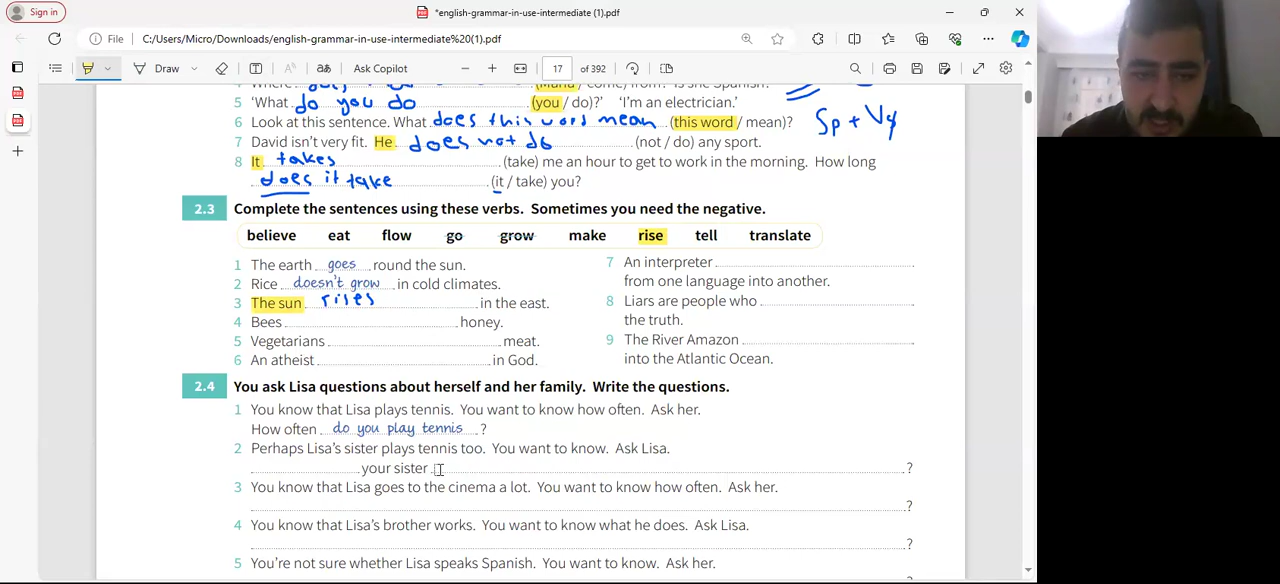 Sign in
*english-grammar-in-use-intermediate (1).pdf
File C:/Users/Micro/Downloads/english-grammar-in-use-intermediate%20(1).pdf
Draw Ask Copilot 17 of 392
5 'What do you do (you / do)?' 'I'm an electrician.'
6 Look at this sentence. What does this word mean (this word / mean)?
7 David isn't very fit. He does not do (not / do) any sport.
8 It takes (take) me an hour to get to work in the morning. How long
does it take (it / take) you?
2.3 Complete the sentences using these verbs. Sometimes you need the negative.
believe eat flow go grow make rise tell translate
1 The earth goes round the sun.
2 Rice doesn't grow in cold climates.
3 The sun rises in the east.
4 Bees honey.
5 Vegetarians meat.
6 An atheist in God.
7 An interpreter
from one language into another.
8 Liars are people who
the truth.
9 The River Amazon
into the Atlantic Ocean.
2.4 You ask Lisa questions about herself and her family. Write the questions.
1 You know that Lisa plays tennis. You want to know how often. Ask her.
How often do you play tennis ?
2 Perhaps Lisa's sister plays tennis too. You want to know. Ask Lisa.
your sister ?
3 You know that Lisa goes to the cinema a lot. You want to know how often. Ask her.
?
4 You know that Lisa's brother works. You want to know what he does. Ask Lisa.
?
5 You're not sure whether Lisa speaks Spanish. You want to know. Ask her.